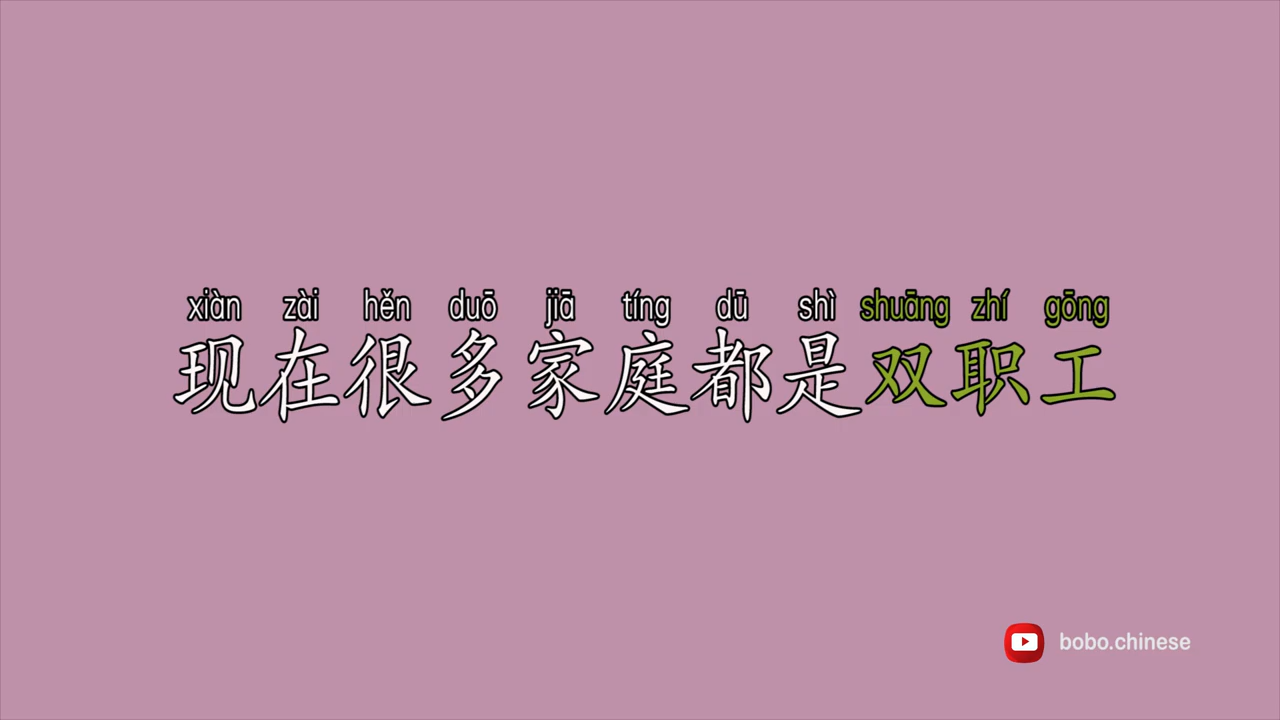 xiàn zài hěn duō jiā tíng dū shì shuāng zhí gōng
现在很多家庭都是双职工
bobo.chinese